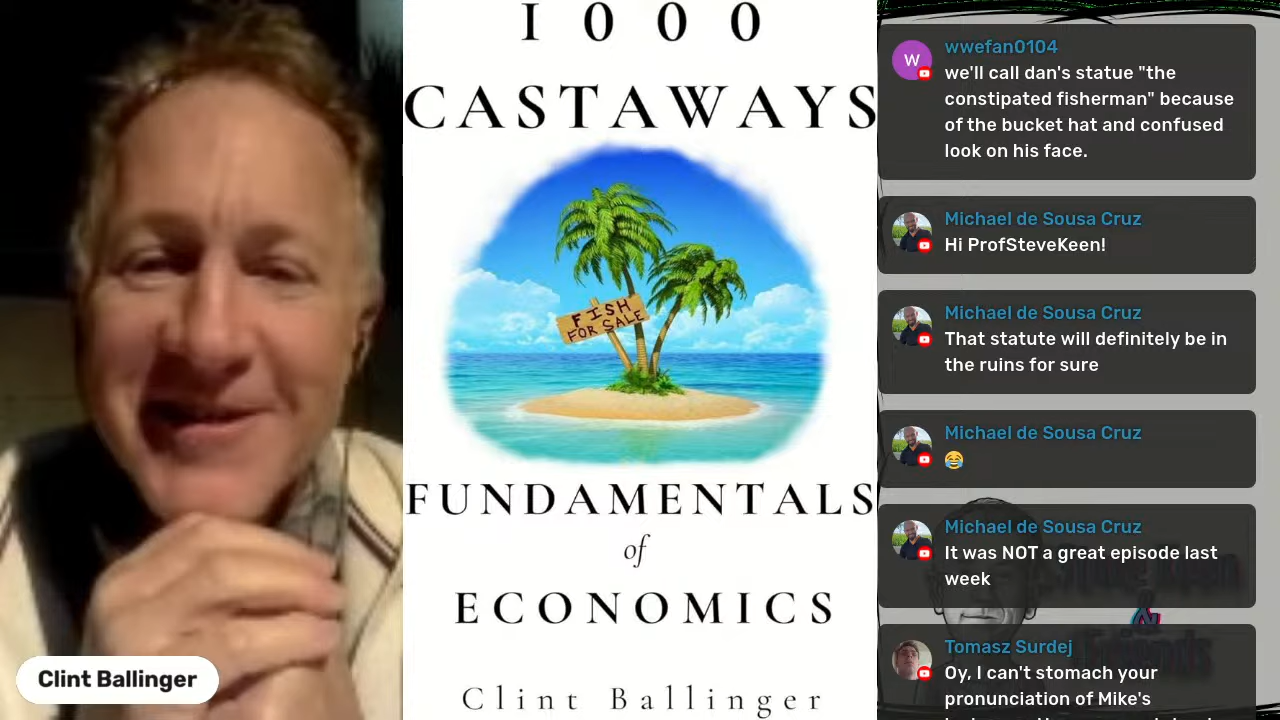 Clint Ballinger
1000
CASTAWAYS
FISH
FOR SALE
FUNDAMENTALS
of
ECONOMICS
Clint Ballinger
W
wwefan0104
we'll call dan's statue "the
constipated fisherman" because
of the bucket hat and confused
look on his face.
Michael de Sousa Cruz
Hi ProfSteveKeen!
Michael de Sousa Cruz
That statute will definitely be in
the ruins for sure
Michael de Sousa Cruz
😂
Michael de Sousa Cruz
It was NOT a great episode last
week
Tomasz Surdej
Oy, I can't stomach your
pronunciation of Mike's